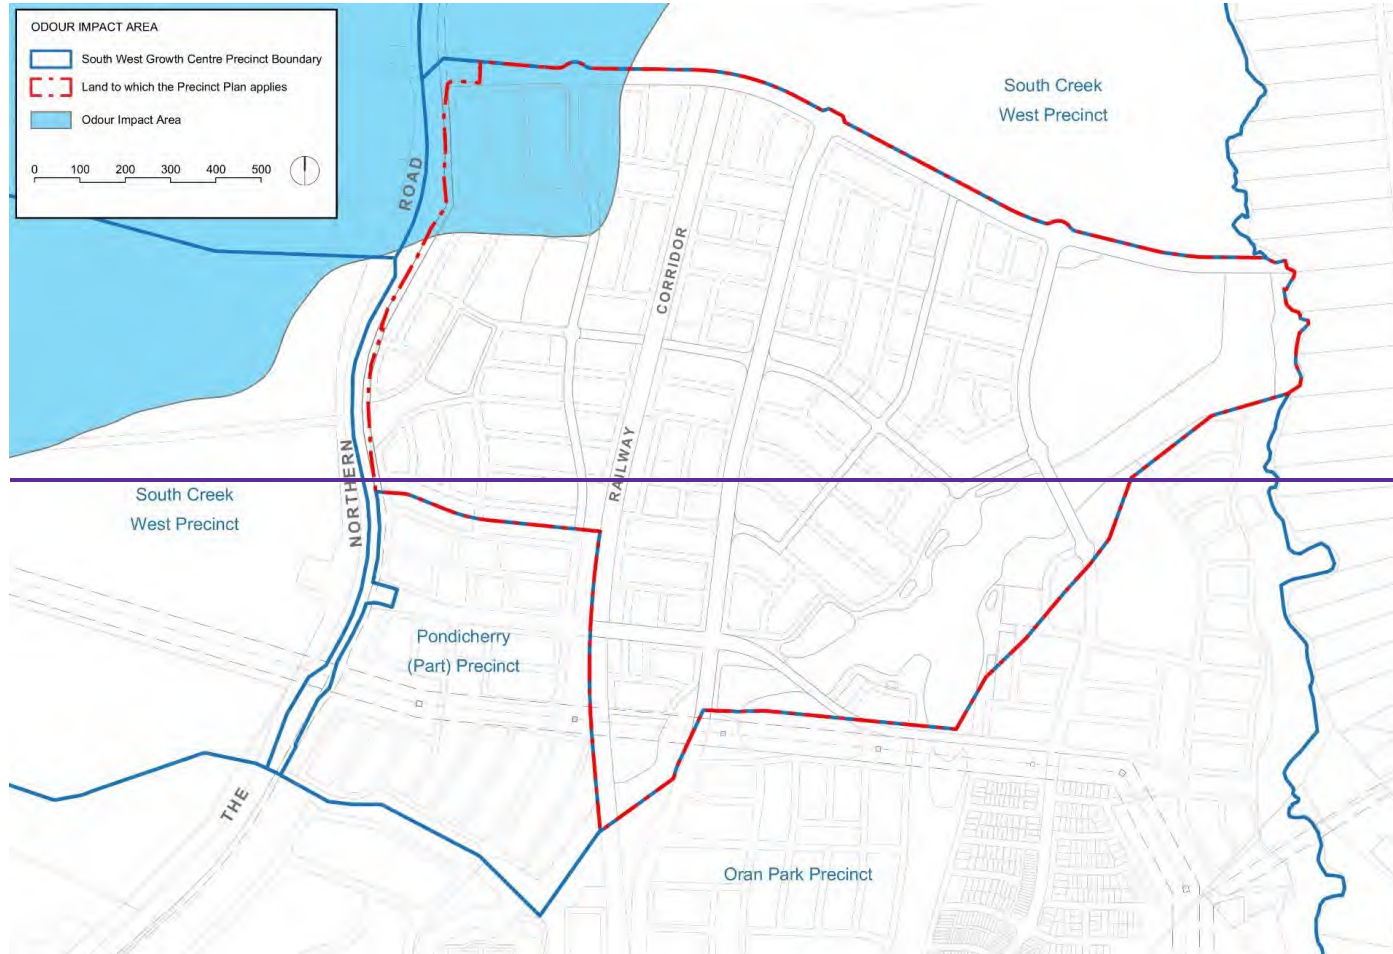 ODOUR IMPACT AREA
South West Growth Centre Precinct Boundary
Land to which the Precinct Plan applies
Odour Impact Area
0 100 200 300 400 500
South Creek
West Precinct
ROAD
CORRIDOR
RAILWAY
NORTHERN
South Creek
West Precinct
Pondicherry
(Part) Precinct
THE
Oran Park Precinct